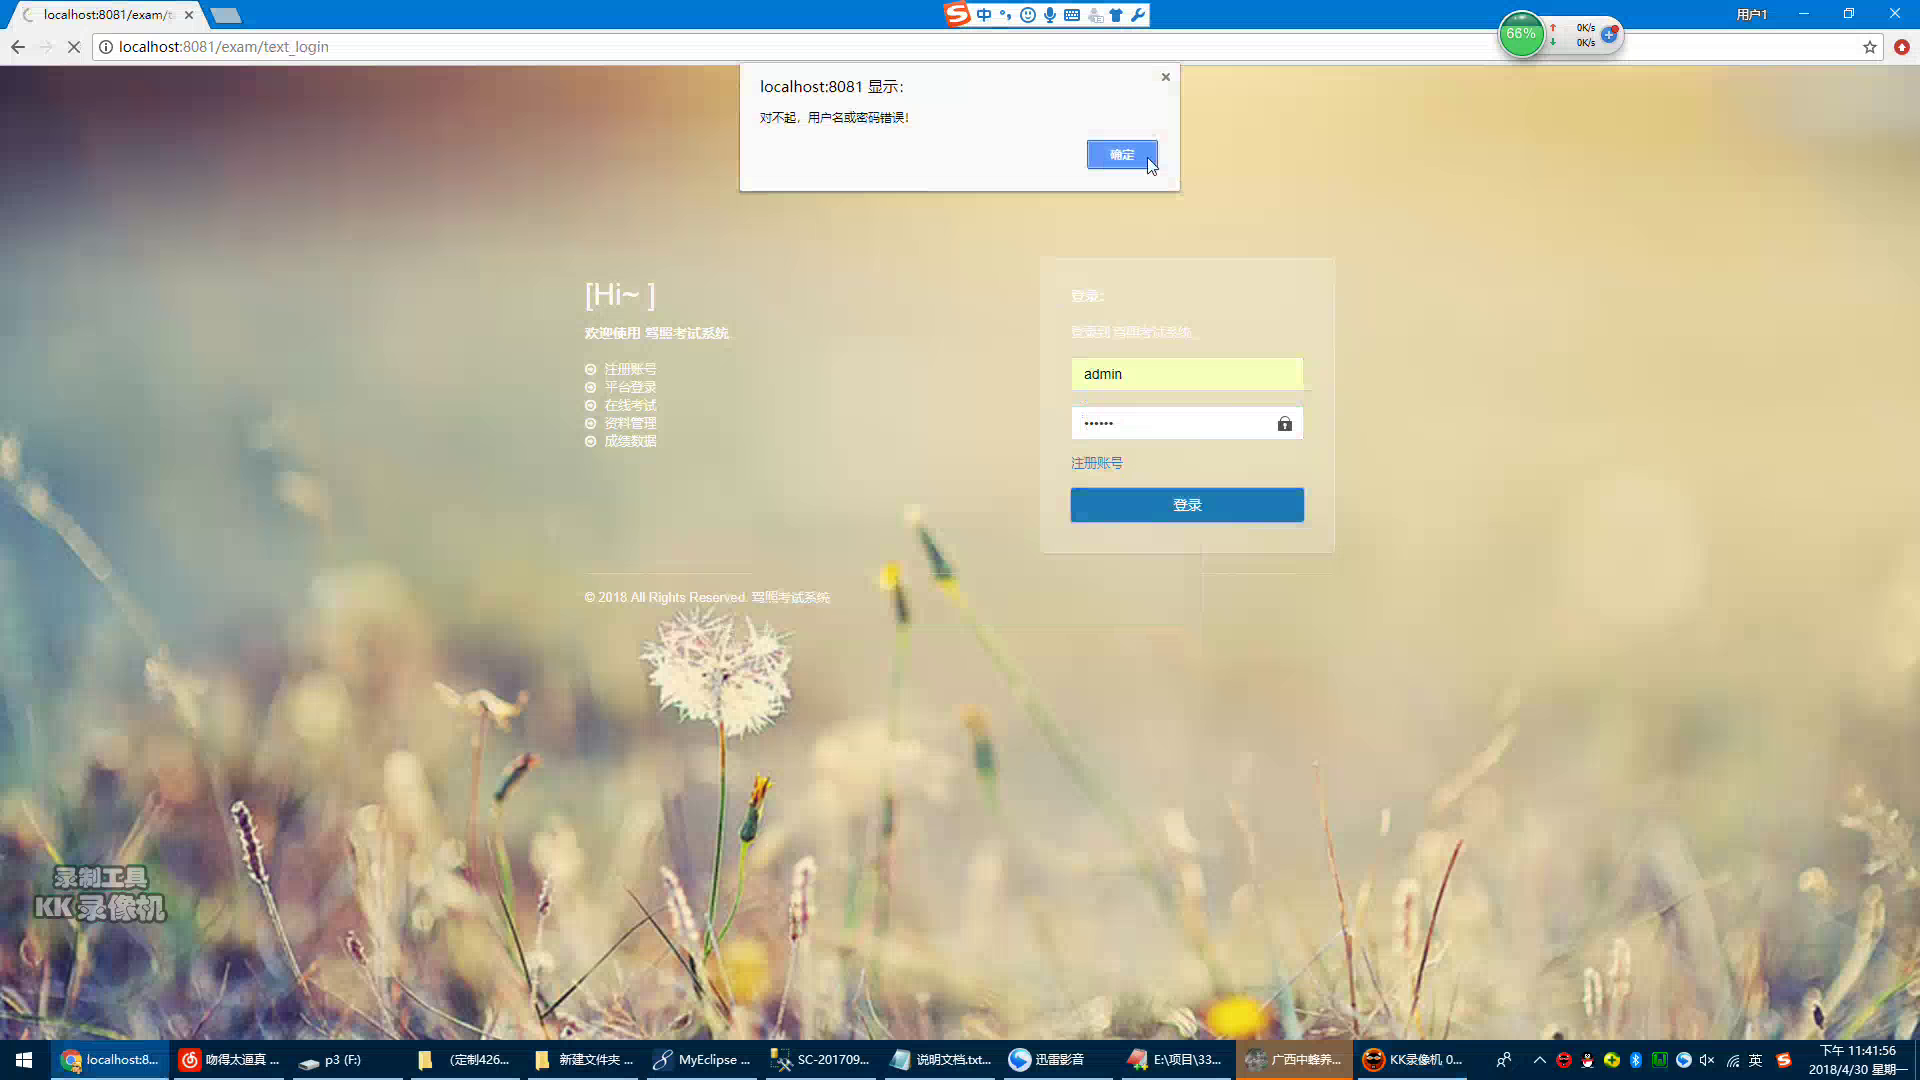 localhost:8081/exam/t
用户1
中
66%
0K/s
0K/s
localhost:8081/exam/text_login
localhost:8081 显示:
对不起，用户名或密码错误!
确定
[Hi~ ]
欢迎使用 驾照考试系统
注册账号
平台登录
在线考试
资料管理
成绩数据
登录:
登录到 驾照考试系统
admin
••••••
注册账号
登录
© 2018 All Rights Reserved. 驾照考试系统
录制工具
KK 录像机
localhost:8...
吻得太逼真 ...
p3 (F:)
(定制426...
新建文件夹 ...
MyEclipse ...
SC-201709...
说明文档.txt...
迅雷影音
E:\项目\33...
广西中蜂养...
KK录像机 0...
英
下午 11:41:56
2018/4/30 星期一